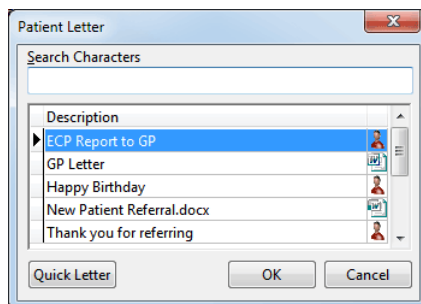 Patient Letter
Search Characters
Description
ECP Report to GP
GP Letter
Happy Birthday
New Patient Referral.docx
Thank you for referring
Quick Letter OK Cancel